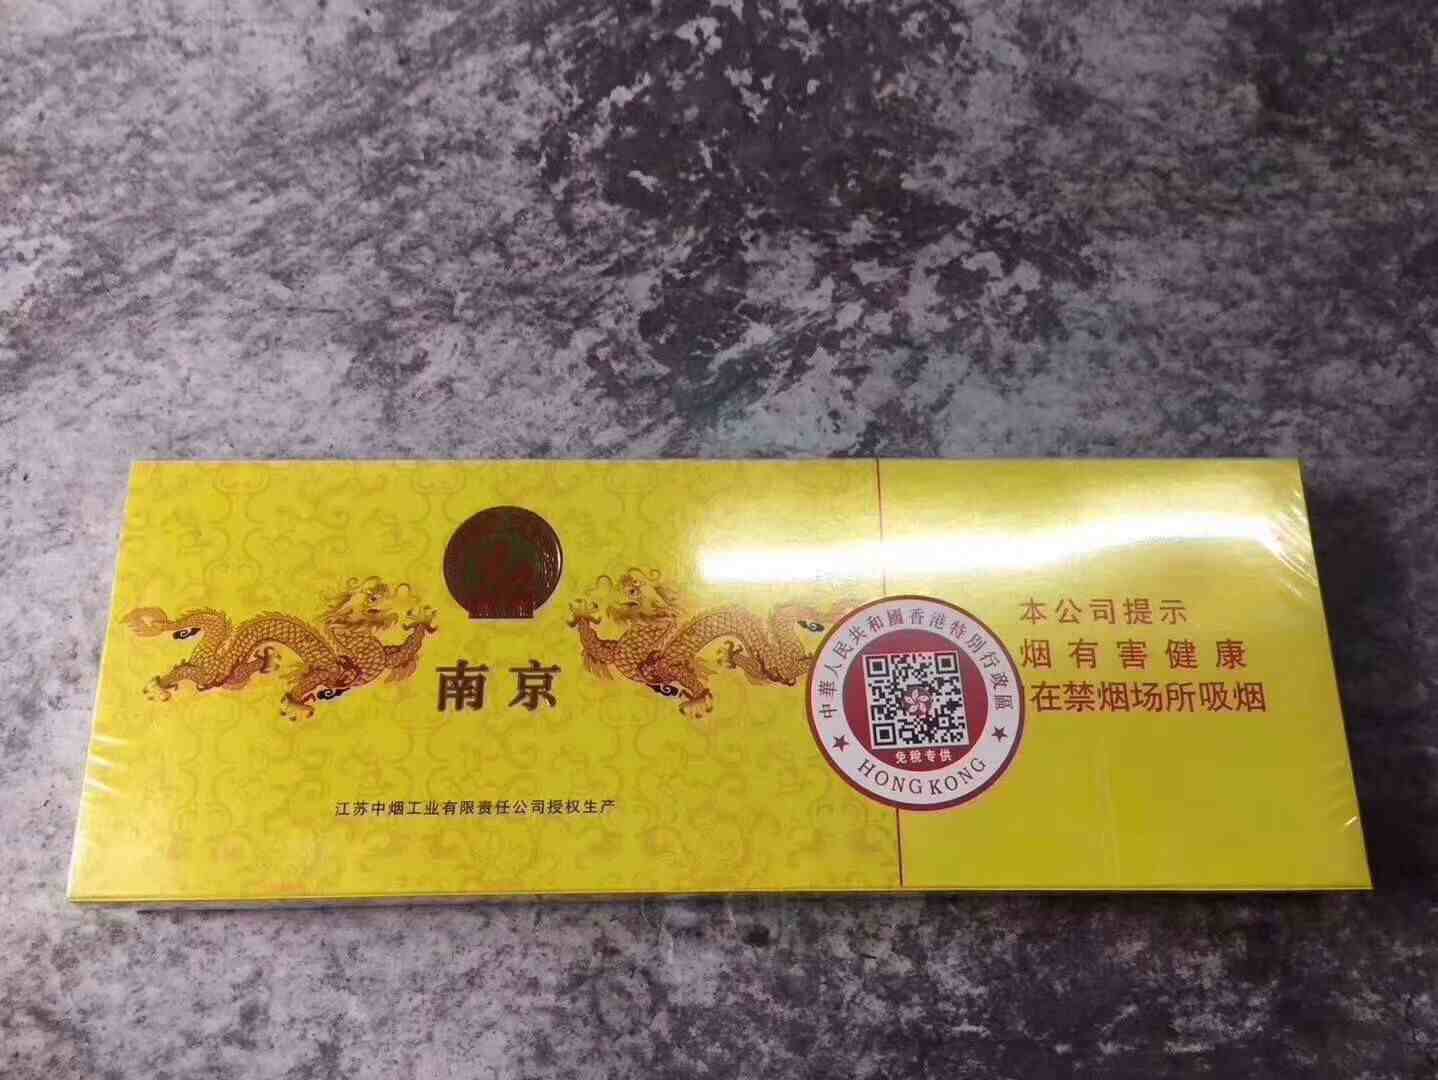 南京
江苏中烟工业有限责任公司授权生产
中華人民共和國香港特別行政區
免税专供
★ HONG KONG ★
本公司提示
烟有害健康
在禁烟场所吸烟